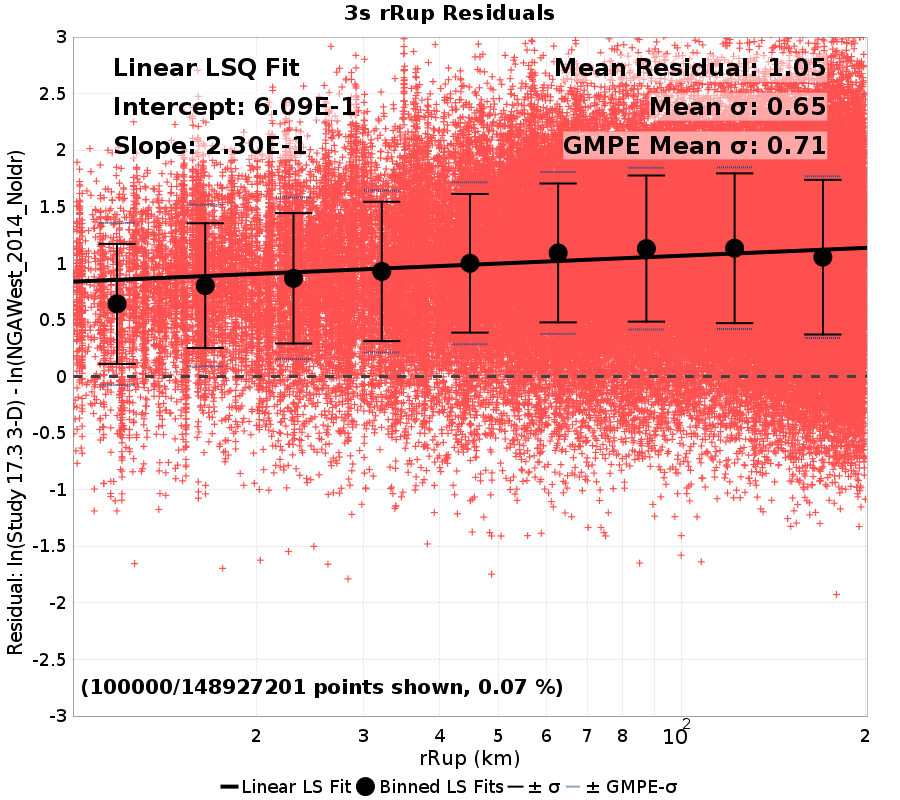 3s rRup Residuals
Linear LSQ Fit
Intercept: 6.09E-1
Slope: 2.30E-1
Mean Residual: 1.05
Mean σ: 0.65
GMPE Mean σ: 0.71
3
2.5
2
1.5
1
0.5
0
-0.5
-1
-1.5
-2
-2.5
-3
Residual: ln(Study 17.3 3-D) - ln(NGAWest_2014_NoIdr)
(100000/148927201 points shown, 0.07 %)
2 3 4 5 6 7 8 10² 2
rRup (km)
Linear LS Fit Binned LS Fits ± σ ± GMPE-σ